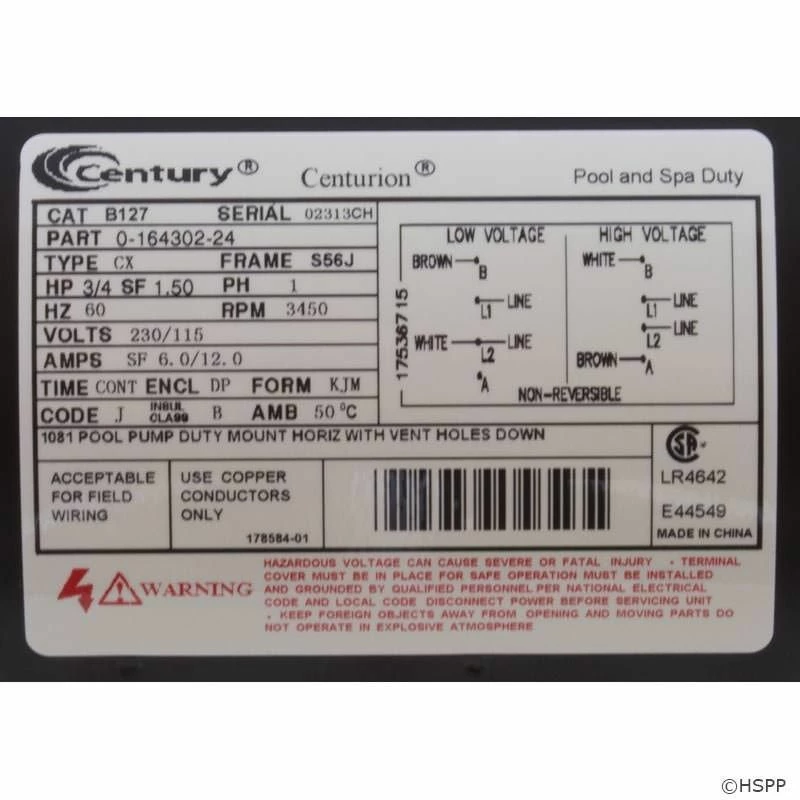 Century® Centurion® Pool and Spa Duty
CAT B127 SERIAL 02313CH
PART 0-164302-24
TYPE CX FRAME S56J
HP 3/4 SF 1.50 PH 1
HZ 60 RPM 3450
VOLTS 230/115
AMPS SF 6.0/12.0
TIME CONT ENCL DP FORM KJM
CODE J INSUL CLASS B AMB 50°C
17536715
LOW VOLTAGE
BROWN B
L1 LINE
WHITE L2 LINE
A
HIGH VOLTAGE
WHITE B
L1 LINE
L2 LINE
BROWN A
NON-REVERSIBLE
1081 POOL PUMP DUTY MOUNT HORIZ WITH VENT HOLES DOWN
ACCEPTABLE
FOR FIELD
WIRING
USE COPPER
CONDUCTORS
ONLY
178584-01
SA
LR4642
E44549
MADE IN CHINA
WARNING
HAZARDOUS VOLTAGE CAN CAUSE SEVERE OR FATAL INJURY . TERMINAL
COVER MUST BE IN PLACE FOR SAFE OPERATION MUST BE INSTALLED
AND GROUNDED BY QUALIFIED PERSONNEL PER NATIONAL ELECTRICAL
CODE AND LOCAL CODE DISCONNECT POWER BEFORE SERVICING UNIT
. KEEP FOREIGN OBJECTS AWAY FROM OPENING AND MOVING PARTS DO
NOT OPERATE IN EXPLOSIVE ATMOSPHERE
©HSPP